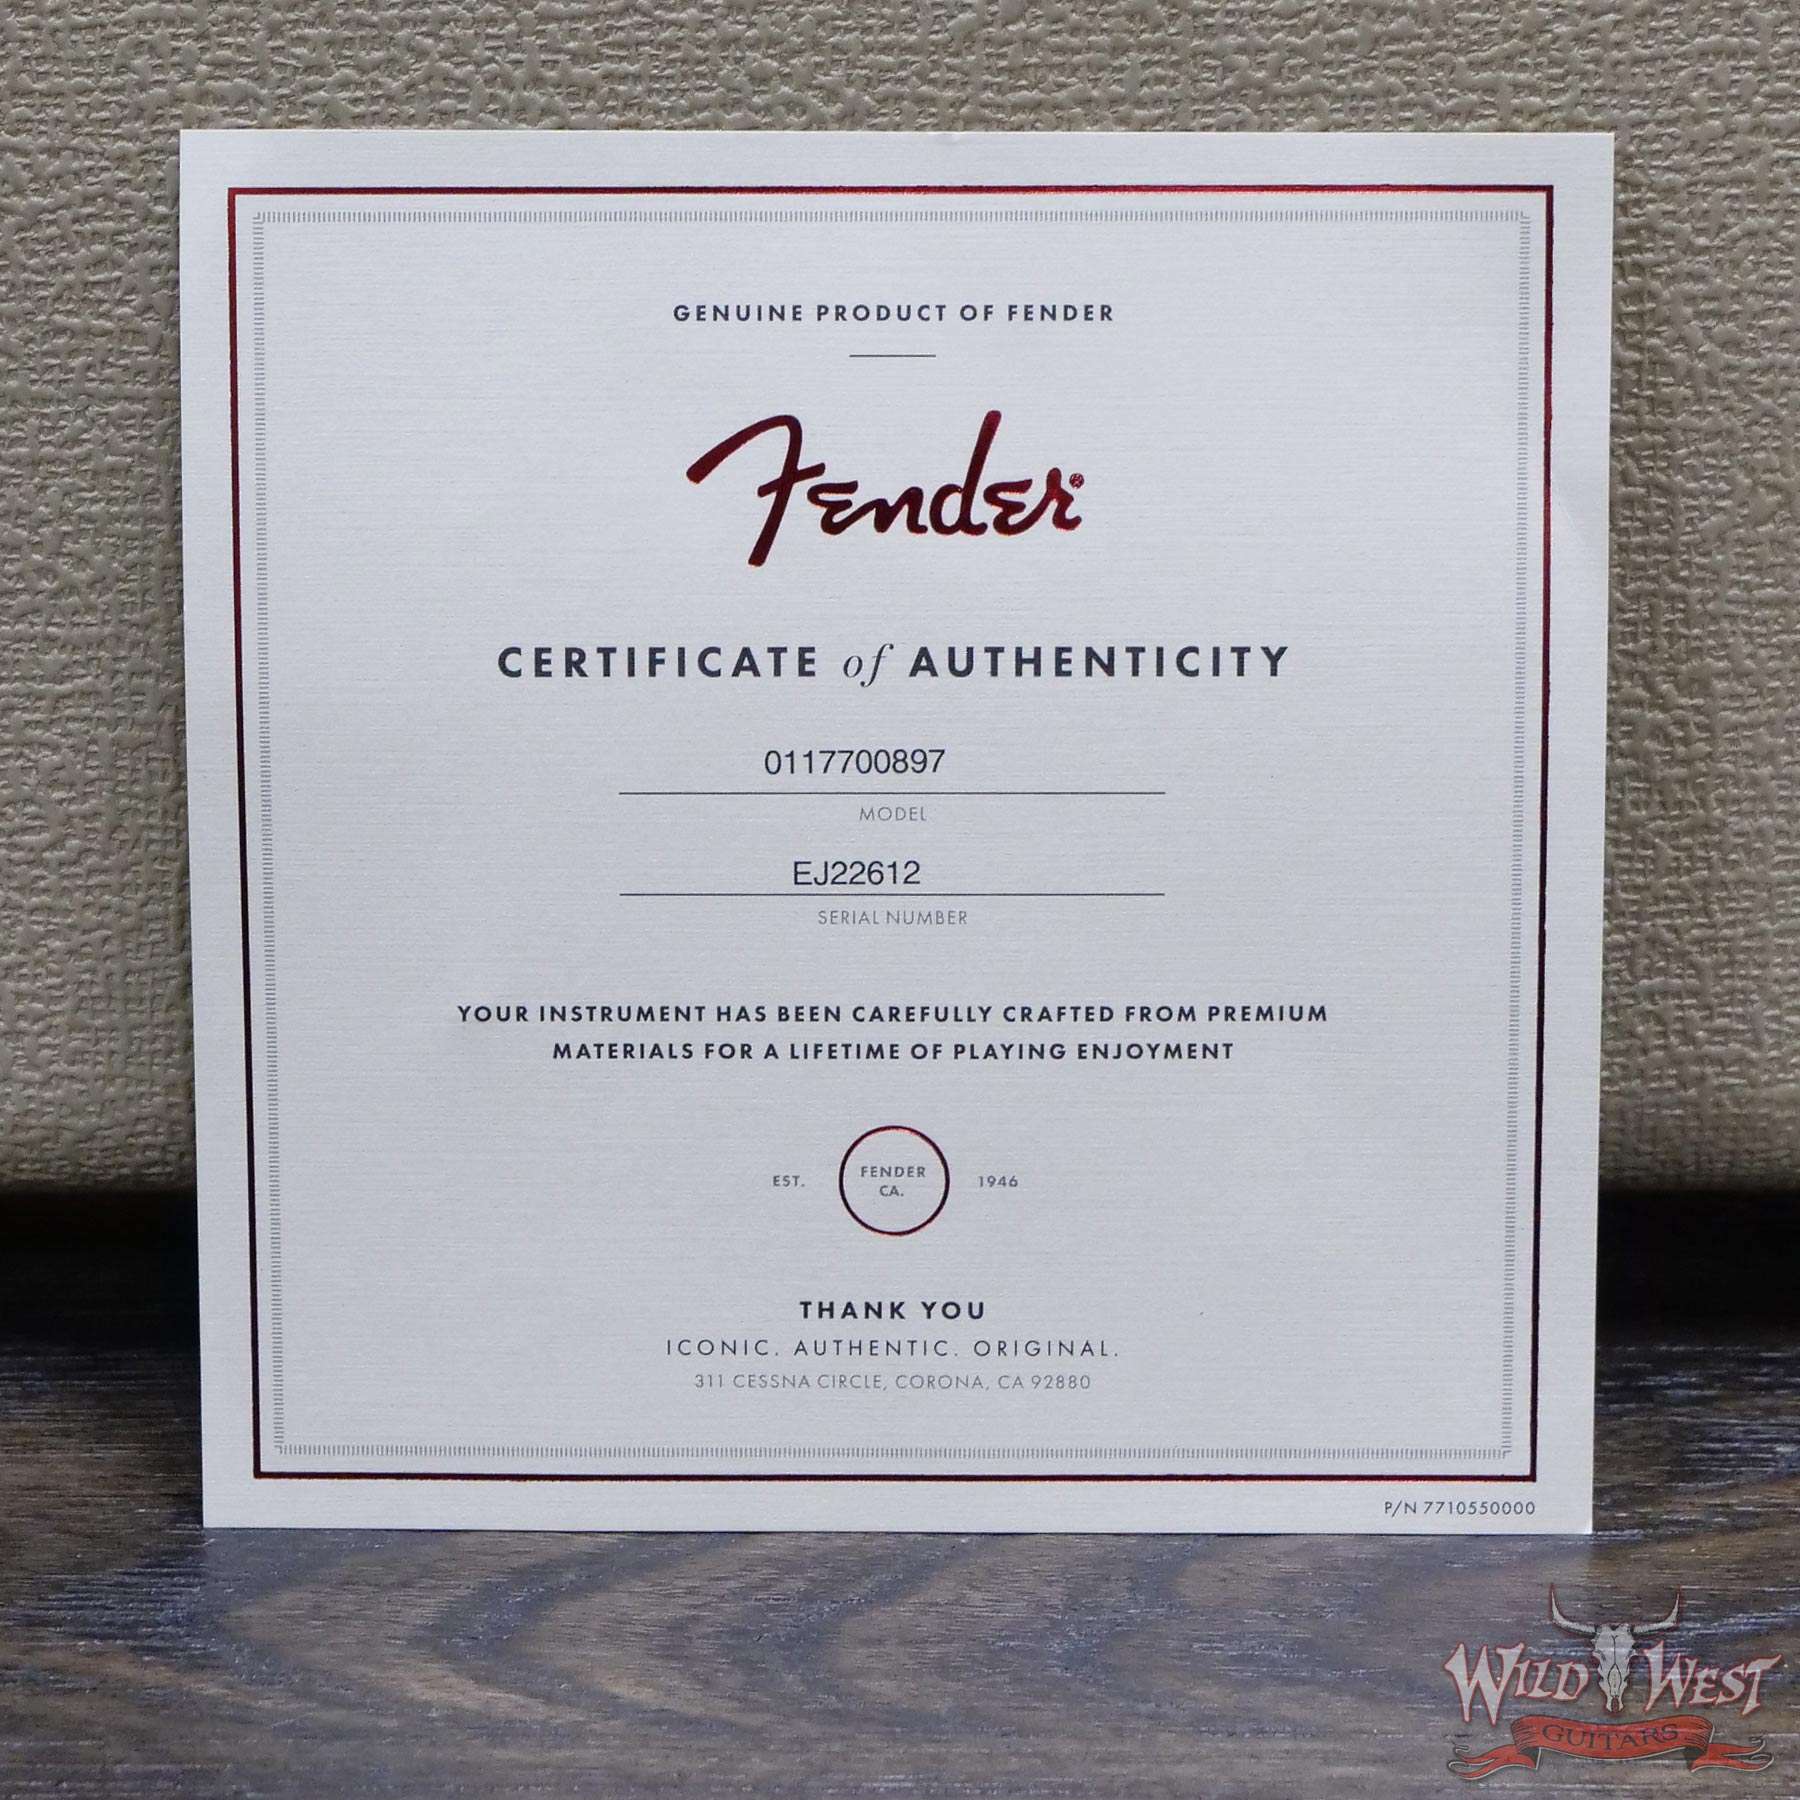 GENUINE PRODUCT OF FENDER
Fender®
CERTIFICATE of AUTHENTICITY
0117700897
MODEL
EJ22612
SERIAL NUMBER
YOUR INSTRUMENT HAS BEEN CAREFULLY CRAFTED FROM PREMIUM
MATERIALS FOR A LIFETIME OF PLAYING ENJOYMENT
EST. FENDER CA. 1946
THANK YOU
ICONIC. AUTHENTIC. ORIGINAL.
311 CESSNA CIRCLE, CORONA, CA 92880
P/N 7710550000
WILD WEST
GUITARS